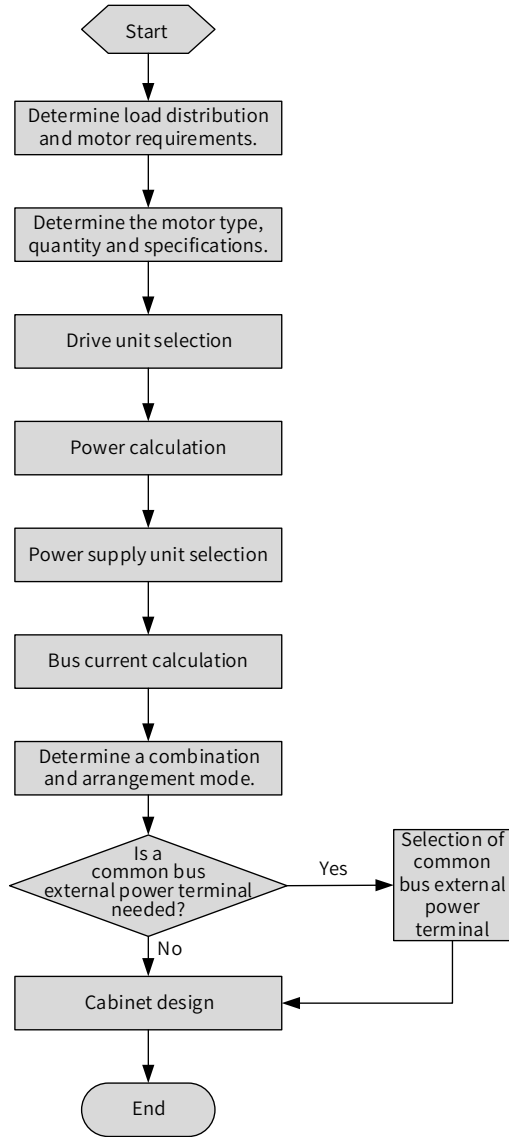 Start
Determine load distribution
and motor requirements.
Determine the motor type,
quantity and specifications.
Drive unit selection
Power calculation
Power supply unit selection
Bus current calculation
Determine a combination
and arrangement mode.
Is a
common bus
external power terminal
needed?
Yes
Selection of
common
bus external
power
terminal
No
Cabinet design
End